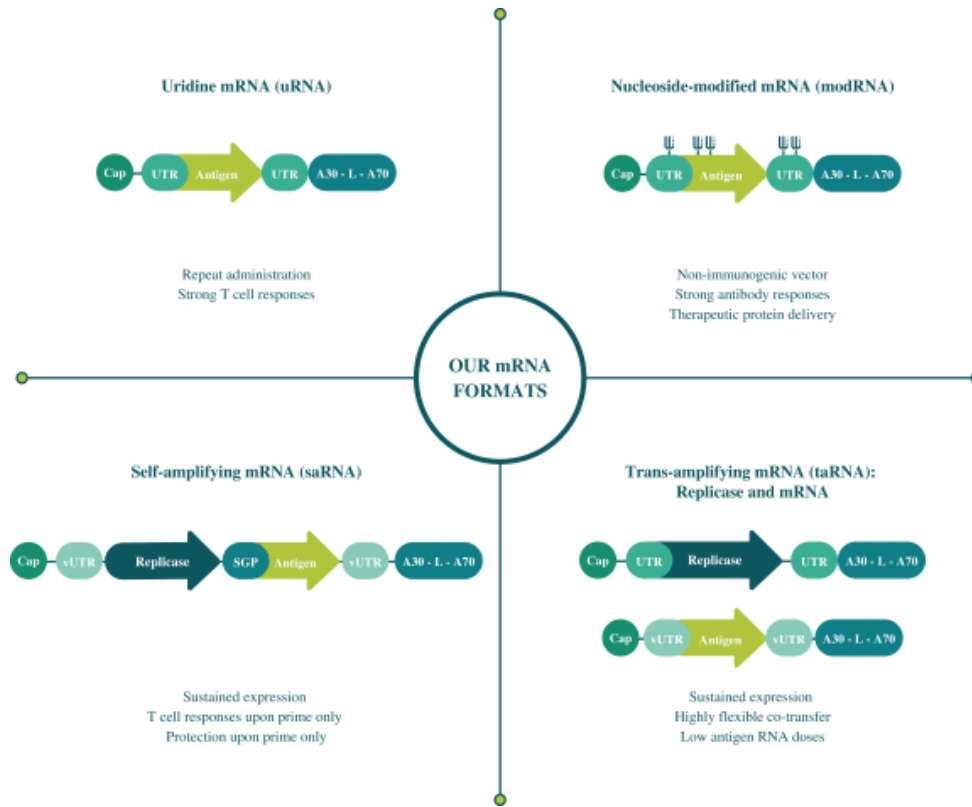 Uridine mRNA (uRNA)
Cap UTR Antigen UTR A30 - L - A70
Repeat administration
Strong T cell responses
Nucleoside-modified mRNA (modRNA)
Cap UTR Antigen UTR A30 - L - A70
Non-immunogenic vector
Strong antibody responses
Therapeutic protein delivery
OUR mRNA
FORMATS
Self-amplifying mRNA (saRNA)
Cap vUTR Replicase SGP Antigen vUTR A30 - L - A70
Sustained expression
T cell responses upon prime only
Protection upon prime only
Trans-amplifying mRNA (taRNA):
Replicase and mRNA
Cap UTR Replicase UTR A30 - L - A70
Cap vUTR Antigen vUTR A30 - L - A70
Sustained expression
Highly flexible co-transfer
Low antigen RNA doses